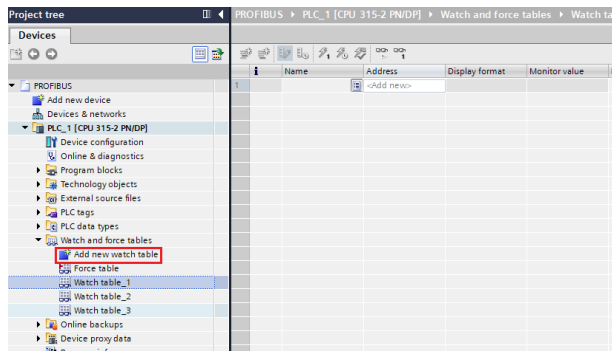 Project tree
PROFIBUS ▸ PLC_1 [CPU 315-2 PN/DP] ▸ Watch and force tables ▸ Watch ta
Devices
i Name Address Display format Monitor value
1 <Add new>
PROFIBUS
Add new device
Devices & networks
PLC_1 [CPU 315-2 PN/DP]
Device configuration
Online & diagnostics
Program blocks
Technology objects
External source files
PLC tags
PLC data types
Watch and force tables
Add new watch table
Force table
Watch table_1
Watch table_2
Watch table_3
Online backups
Device proxy data